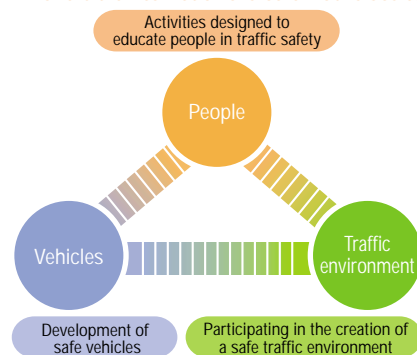 Activities designed to
educate people in traffic safety
People
Vehicles
Traffic
environment
Development of
safe vehicles
Participating in the creation of
a safe traffic environment